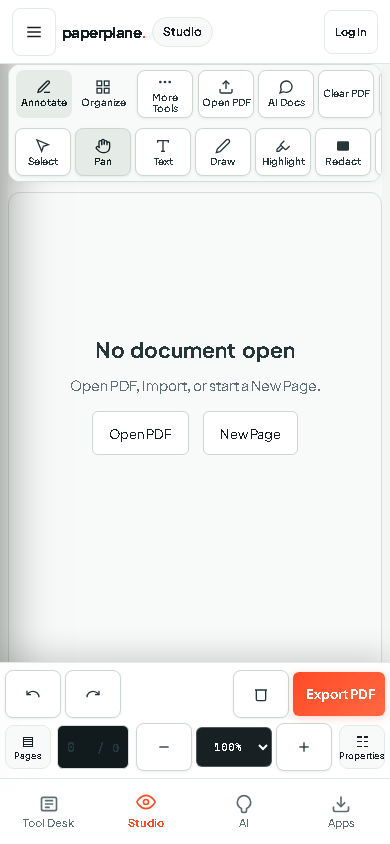 paperplane. Studio Log In
Annotate Organize More Tools Open PDF AI Docs Clear PDF
Select Pan Text Draw Highlight Redact
No document open
Open PDF, Import, or start a New Page.
Open PDF New Page
Export PDF
Pages 0 / 0 100% Properties
Tool Desk Studio AI Apps